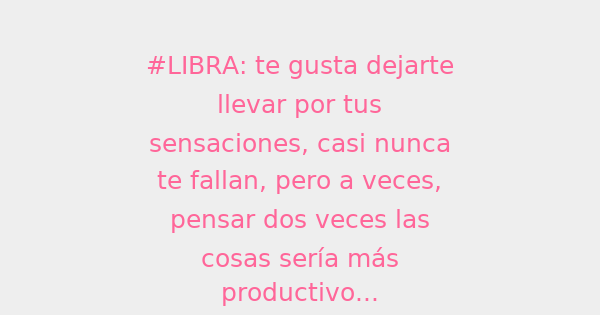 #LIBRA: te gusta dejarte
llevar por tus
sensaciones, casi nunca
te fallan, pero a veces,
pensar dos veces las
cosas sería más
productivo...